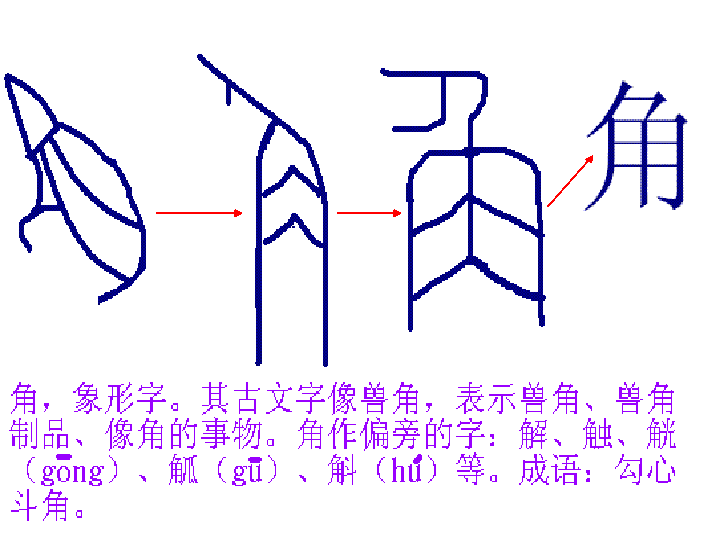 角
角，象形字。其古文字像兽角，表示兽角、兽角
制品、像角的事物。角作偏旁的字：解、触、觥
（gōng）、觚（gū）、斛（hú）等。成语：勾心
斗角。